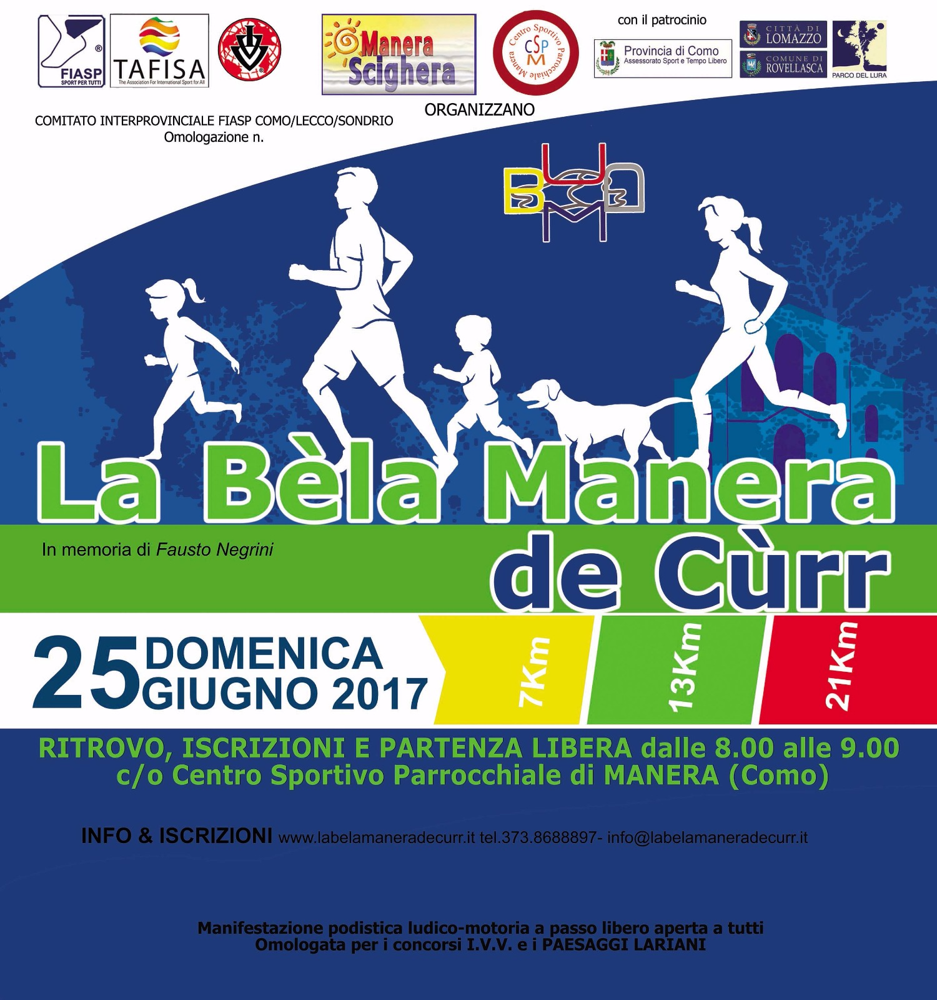 FIASP
SPORT PER TUTTI
®
TAFISA
The Association For International Sport for All
IVV
®
Manera
Scighera
Centro Sportivo Parrocchiale Manera
CSP
M
con il patrocinio
Provincia di Como
Assessorato Sport e Tempo Libero
CITTÀ DI
LOMAZZO
COMUNE DI
ROVELLASCA
PARCO DEL LURA
ORGANIZZANO
COMITATO INTERPROVINCIALE FIASP COMO/LECCO/SONDRIO
Omologazione n.
La Bèla Manera
de Cùrr
In memoria di Fausto Negrini
25 DOMENICA
GIUGNO 2017
7Km
13Km
21Km
RITROVO, ISCRIZIONI E PARTENZA LIBERA dalle 8.00 alle 9.00
c/o Centro Sportivo Parrocchiale di MANERA (Como)
INFO & ISCRIZIONI www.labelamaneradecurr.it tel.373.8688897- info@labelamaneradecurr.it
Manifestazione podistica ludico-motoria a passo libero aperta a tutti
Omologata per i concorsi I.V.V. e i PAESAGGI LARIANI